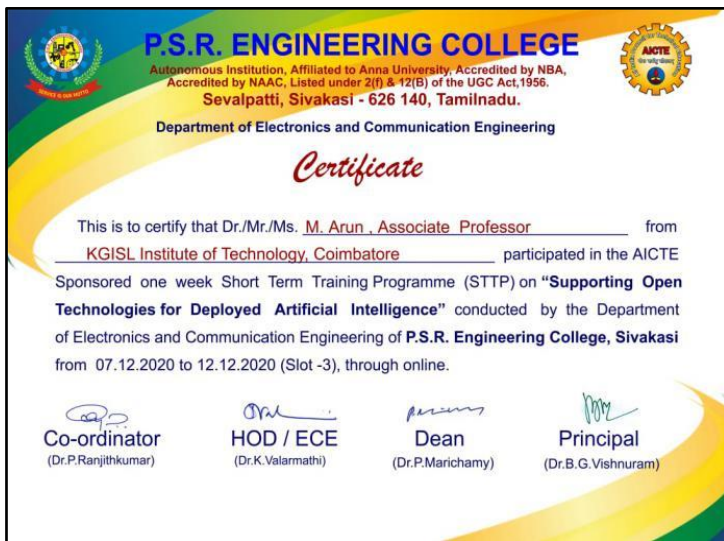 P.S.R. ENGINEERING COLLEGE
Autonomous Institution, Affiliated to Anna University, Accredited by NBA,
Accredited by NAAC, Listed under 2(f) & 12(B) of the UGC Act,1956.
Sevalpatti, Sivakasi - 626 140, Tamilnadu.
SERVICE IS OUR MOTTO
AICTE
Department of Electronics and Communication Engineering
Certificate
This is to certify that Dr./Mr./Ms. M. Arun , Associate Professor from
KGISL Institute of Technology, Coimbatore participated in the AICTE
Sponsored one week Short Term Training Programme (STTP) on “Supporting Open
Technologies for Deployed Artificial Intelligence” conducted by the Department
of Electronics and Communication Engineering of P.S.R. Engineering College, Sivakasi
from 07.12.2020 to 12.12.2020 (Slot -3), through online.
Co-ordinator HOD / ECE Dean Principal
(Dr.P.Ranjithkumar) (Dr.K.Valarmathi) (Dr.P.Marichamy) (Dr.B.G.Vishnuram)